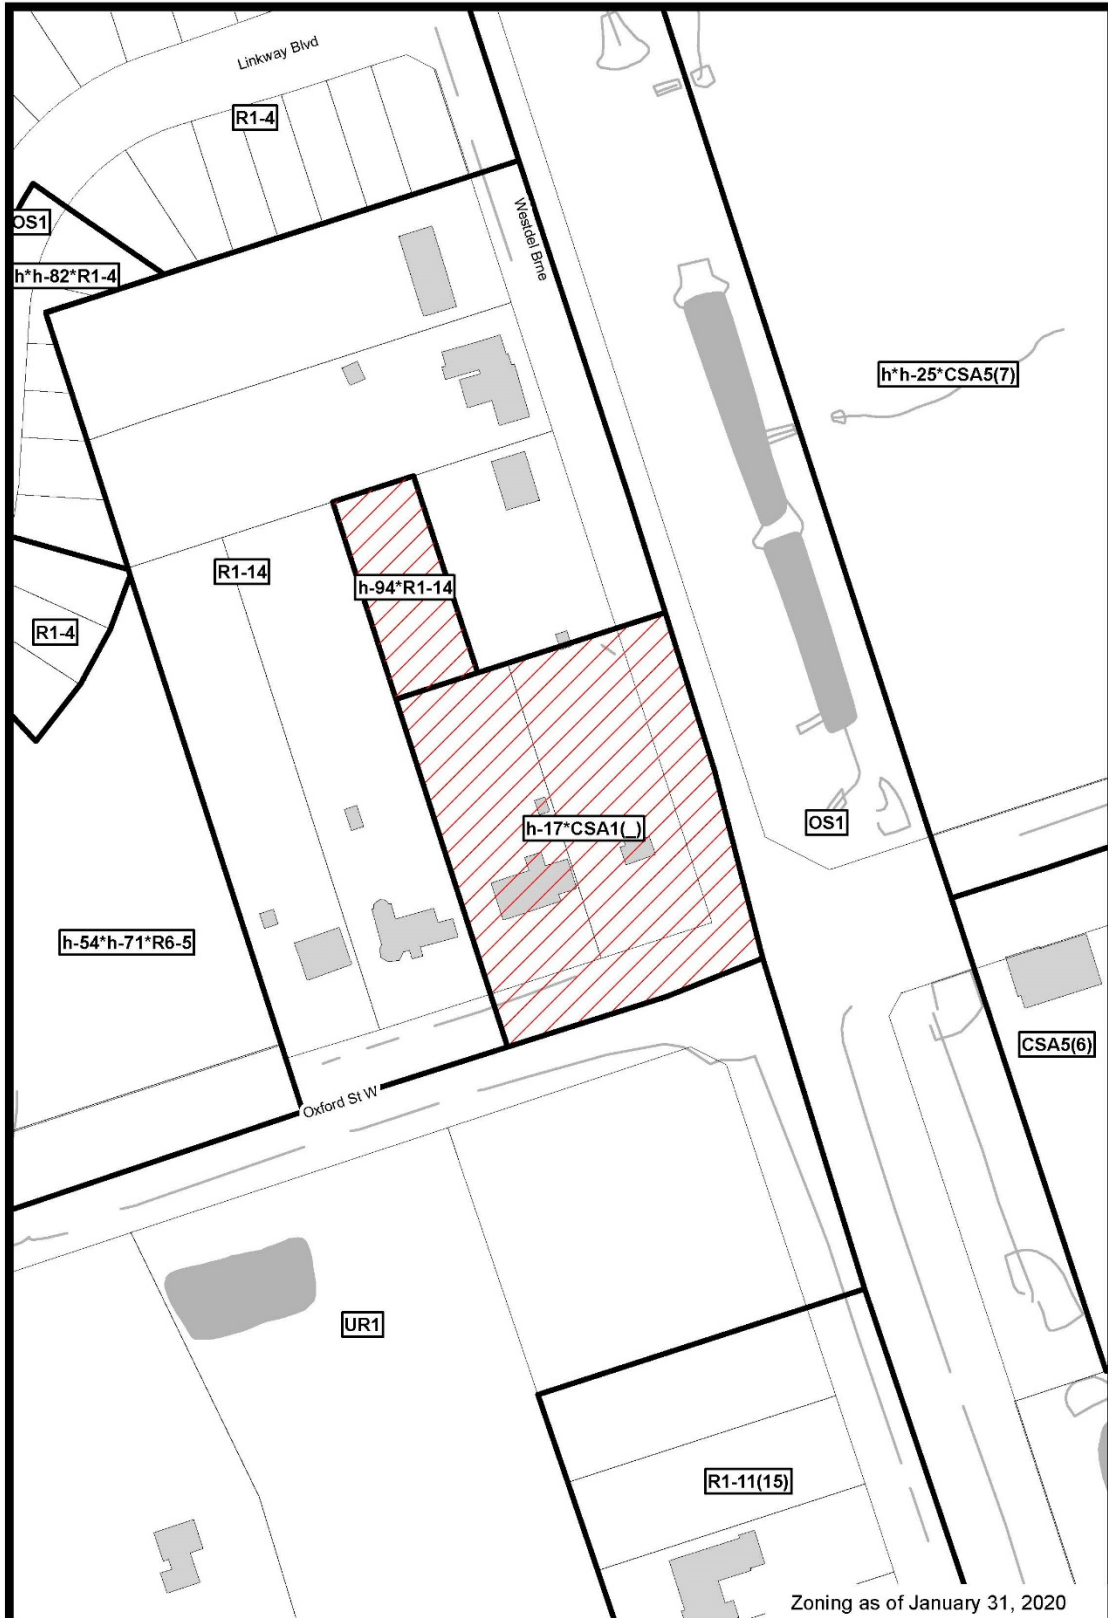 Linkway Blvd
R1-4
Westdel Brne
OS1
h*h-82*R1-4
h*h-25*CSA5(7)
R1-14
h-94*R1-14
R1-4
h-17*CSA1(_)
OS1
h-54*h-71*R6-5
CSA5(6)
Oxford St W
UR1
R1-11(15)
Zoning as of January 31, 2020